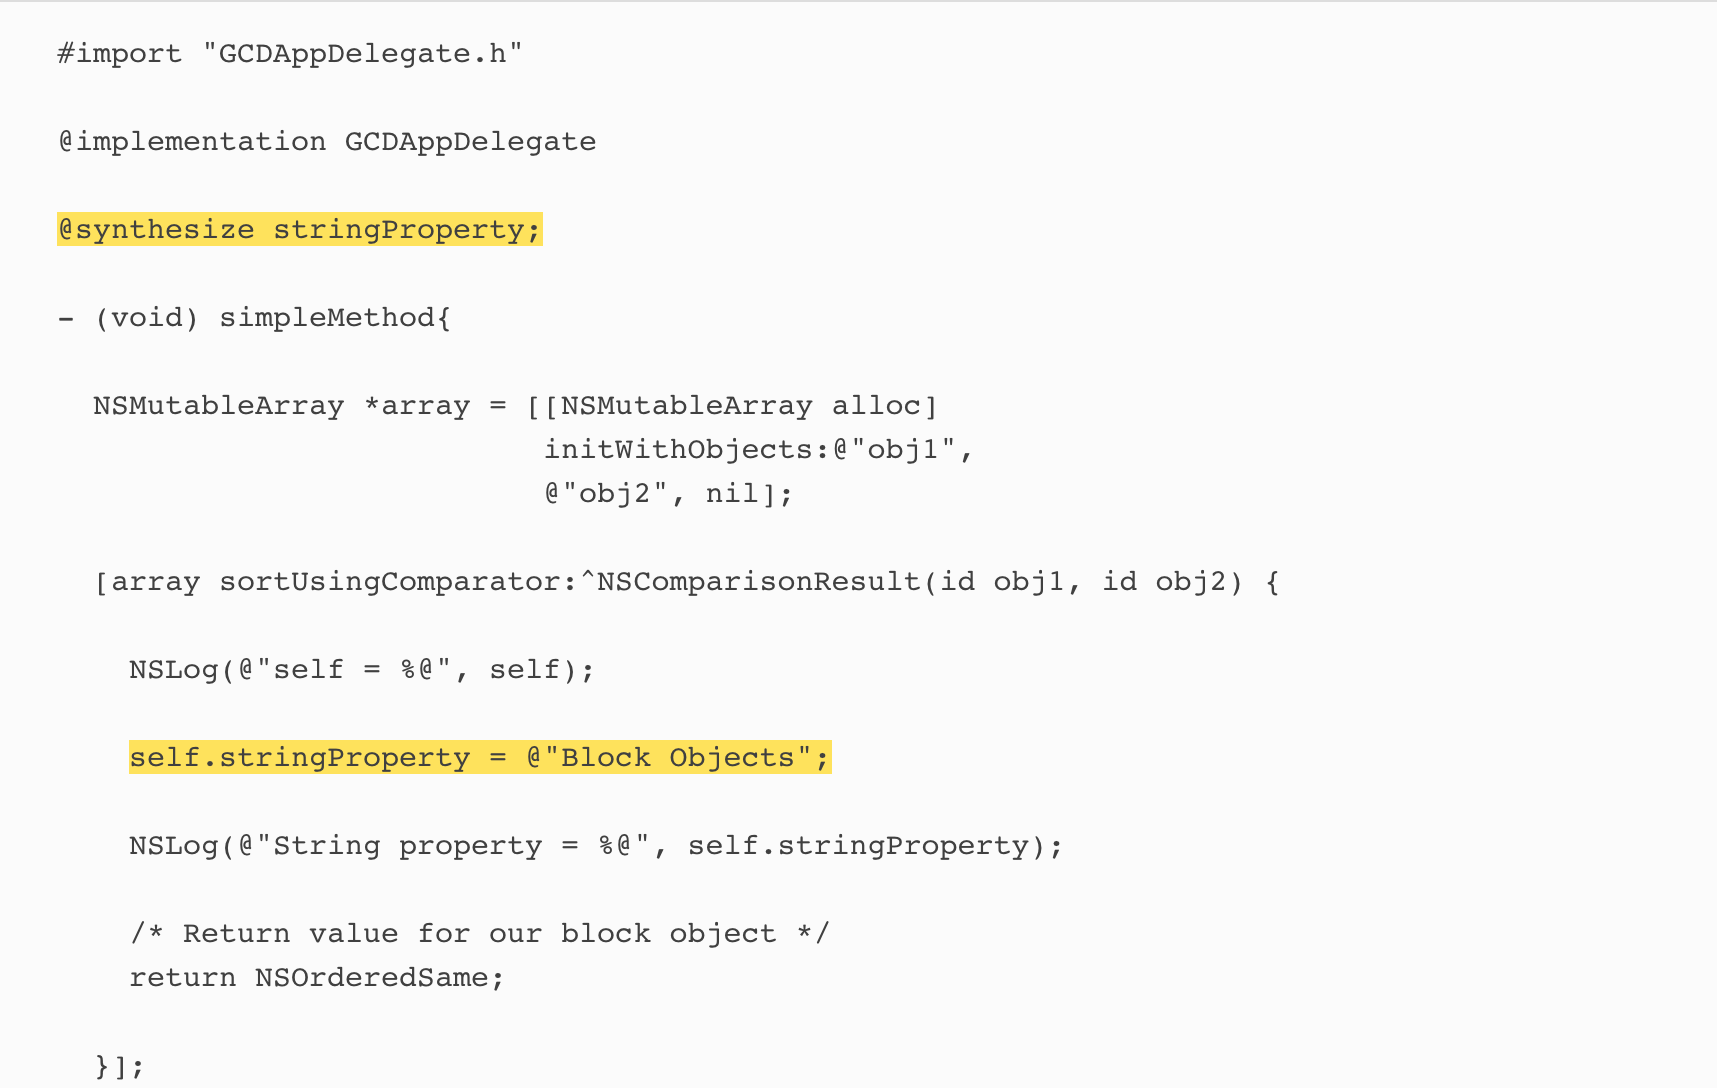 #import "GCDAppDelegate.h"
@implementation GCDAppDelegate
@synthesize stringProperty;
- (void) simpleMethod{
NSMutableArray *array = [[NSMutableArray alloc]
initWithObjects:@"obj1",
@"obj2", nil];
[array sortUsingComparator:^NSComparisonResult(id obj1, id obj2) {
NSLog(@"self = %@", self);
self.stringProperty = @"Block Objects";
NSLog(@"String property = %@", self.stringProperty);
/* Return value for our block object */
return NSOrderedSame;
}];